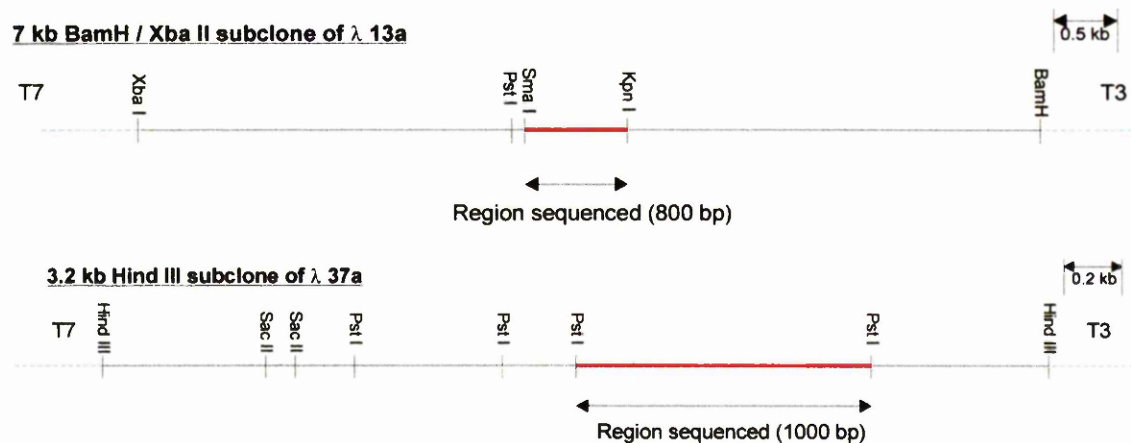 7 kb BamH / Xba II subclone of λ 13a
0.5 kb
T7
Xba I
Pst I
Sma I
Kpn I
BamH
T3
Region sequenced (800 bp)
3.2 kb Hind III subclone of λ 37a
0.2 kb
T7
Hind III
Sac II
Sac II
Pst I
Pst I
Pst I
Pst I
Hind III
T3
Region sequenced (1000 bp)